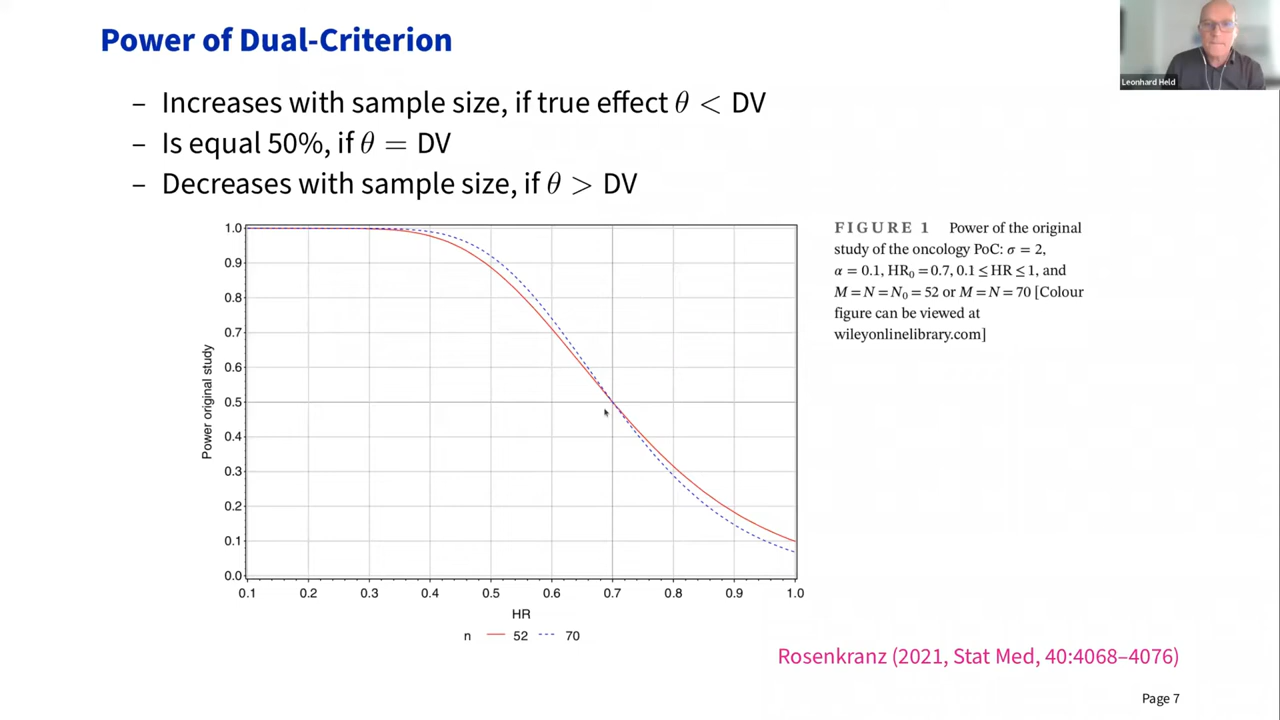 Power of Dual-Criterion
Leonhard Held
– Increases with sample size, if true effect θ < DV
– Is equal 50%, if θ = DV
– Decreases with sample size, if θ > DV
1.0
0.9
0.8
0.7
0.6
0.5
0.4
0.3
0.2
0.1
0.0
Power original study
0.1 0.2 0.3 0.4 0.5 0.6 0.7 0.8 0.9 1.0
HR
n 52 70
FIGURE 1 Power of the original
study of the oncology PoC: σ = 2,
α = 0.1, HR₀ = 0.7, 0.1 ≤ HR ≤ 1, and
M = N = N₀ = 52 or M = N = 70 [Colour
figure can be viewed at
wileyonlinelibrary.com]
Rosenkranz (2021, Stat Med, 40:4068–4076)
Page 7